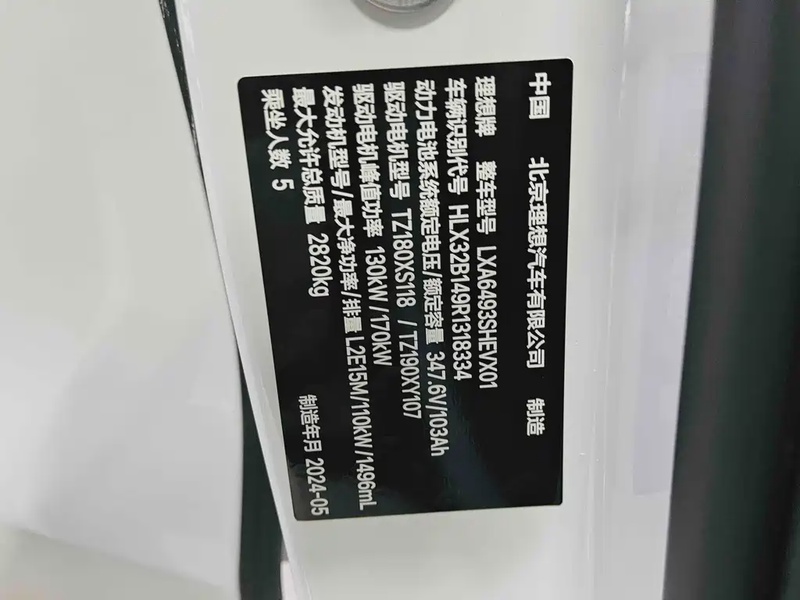 中国 北京理想汽车有限公司 制造
理想牌 整车型号 LXA6493SHEVX01
车辆识别代号 HLX32B149R1318334
动力电池系统额定电压/额定容量 347.6V/103Ah
驱动电机型号 TZ180XS118 / TZ190XY107
驱动电机峰值功率 130kW/170kW
发动机型号/最大净功率/排量 L2E15M/110kW/1496mL
最大允许总质量 2820kg 制造年月 2024-05
乘坐人数 5